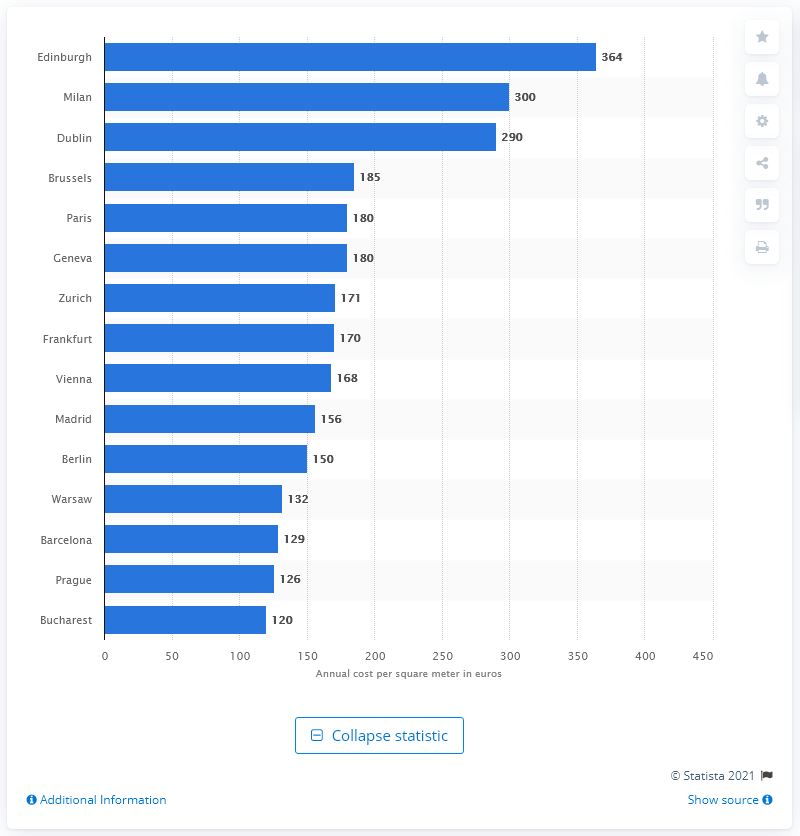 Edinburgh 364
Milan 300
Dublin 290
Brussels 185
Paris 180
Geneva 180
Zurich 171
Frankfurt 170
Vienna 168
Madrid 156
Berlin 150
Warsaw 132
Barcelona 129
Prague 126
Bucharest 120
0 50 100 150 200 250 300 350 400 450
Annual cost per square meter in euros
Collapse statistic
© Statista 2021
Additional Information Show source